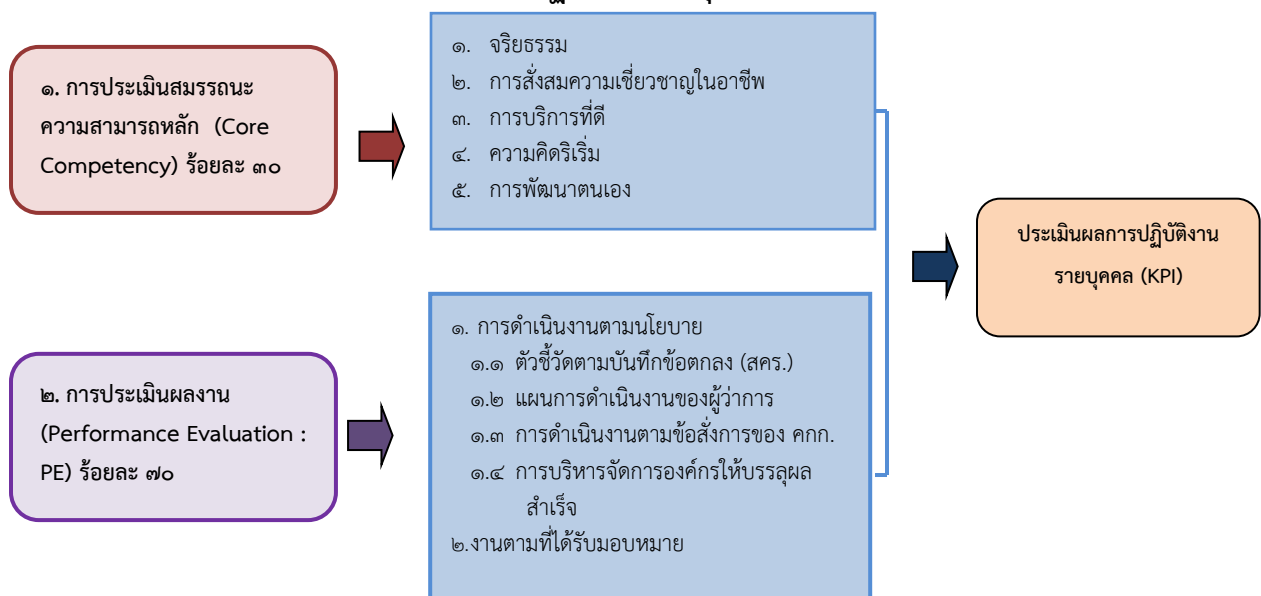 ๑. การประเมินสมรรถนะ
ความสามารถหลัก (Core
Competency) ร้อยละ ๓๐
๑. จริยธรรม
๒. การสั่งสมความเชี่ยวชาญในอาชีพ
๓. การบริการที่ดี
๔. ความคิดริเริ่ม
๕. การพัฒนาตนเอง
๒. การประเมินผลงาน
(Performance Evaluation :
PE) ร้อยละ ๗๐
๑. การดำเนินงานตามนโยบาย
๑.๑ ตัวชี้วัดตามบันทึกข้อตกลง (สคร.)
๑.๒ แผนการดำเนินงานของผู้ว่าการ
๑.๓ การดำเนินงานตามข้อสั่งการของ คกก.
๑.๔ การบริหารจัดการองค์กรให้บรรลุผล
สำเร็จ
๒.งานตามที่ได้รับมอบหมาย
ประเมินผลการปฏิบัติงาน
รายบุคคล (KPI)